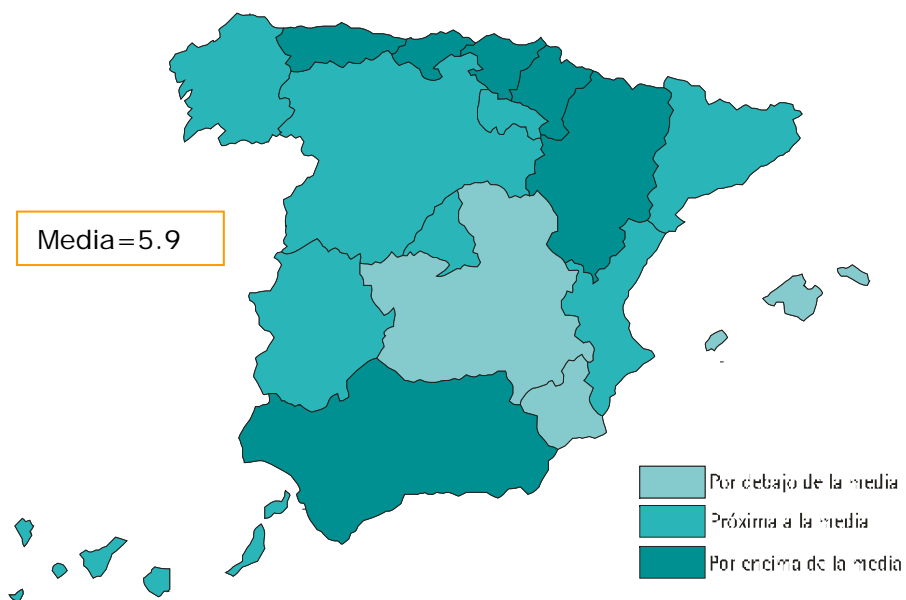 Media=5.9
Por debajo de la media
Próxima a la media
Por encima de la media